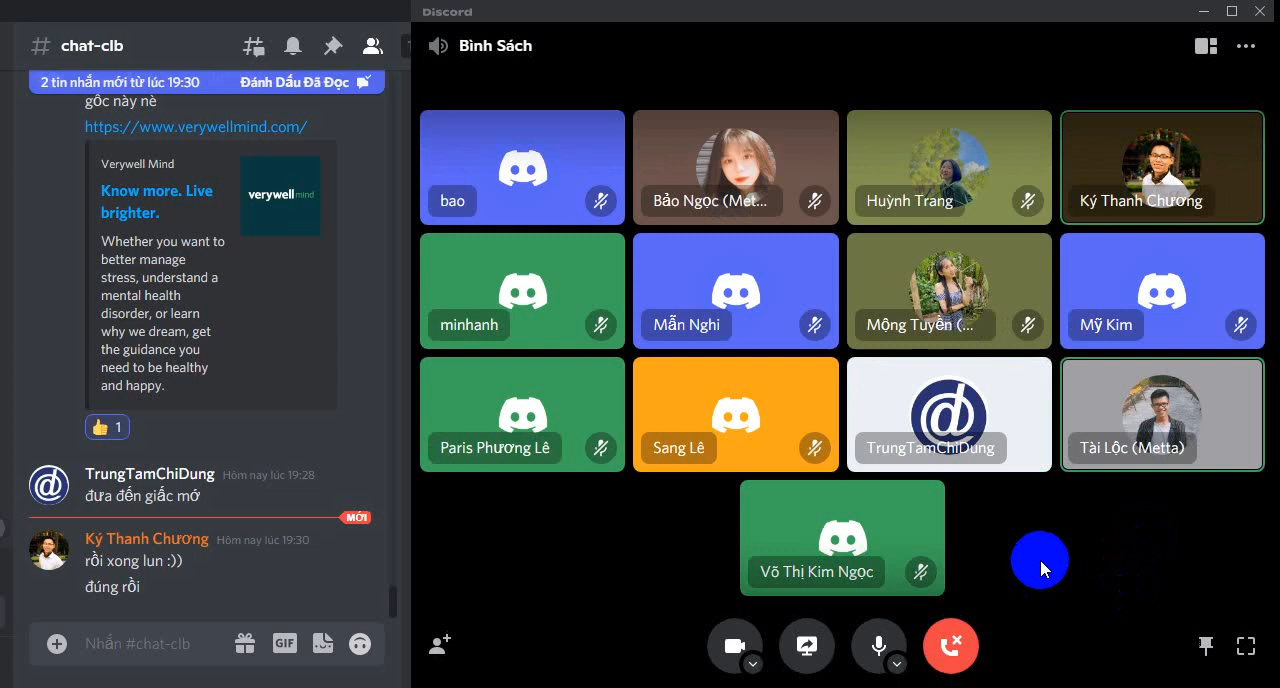 Discord
chat-clb
Bình Sách
2 tin nhắn mới từ lúc 19:30 Đánh Dấu Đã Đọc
gốc này nè
https://www.verywellmind.com/
Verywell Mind
Know more. Live
brighter.
verywell mind
Whether you want to
better manage
stress, understand a
mental health
disorder, or learn
why we dream, get
the guidance you
need to be healthy
and happy.
👍 1
TrungTamChiDung Hôm nay lúc 19:28
đưa đến giấc mớ
MỚI
Ký Thanh Chương Hôm nay lúc 19:30
rồi xong lun :))
đúng rồi
Nhắn #chat-clb
GIF
bao
Bảo Ngọc (Met...
Huỳnh Trang
Ký Thanh Chương
minhanh
Mẫn Nghi
Mộng Tuyền (...
Mỹ Kim
Paris Phương Lê
Sang Lê
TrungTamChiDung
Tài Lộc (Metta)
Võ Thị Kim Ngọc